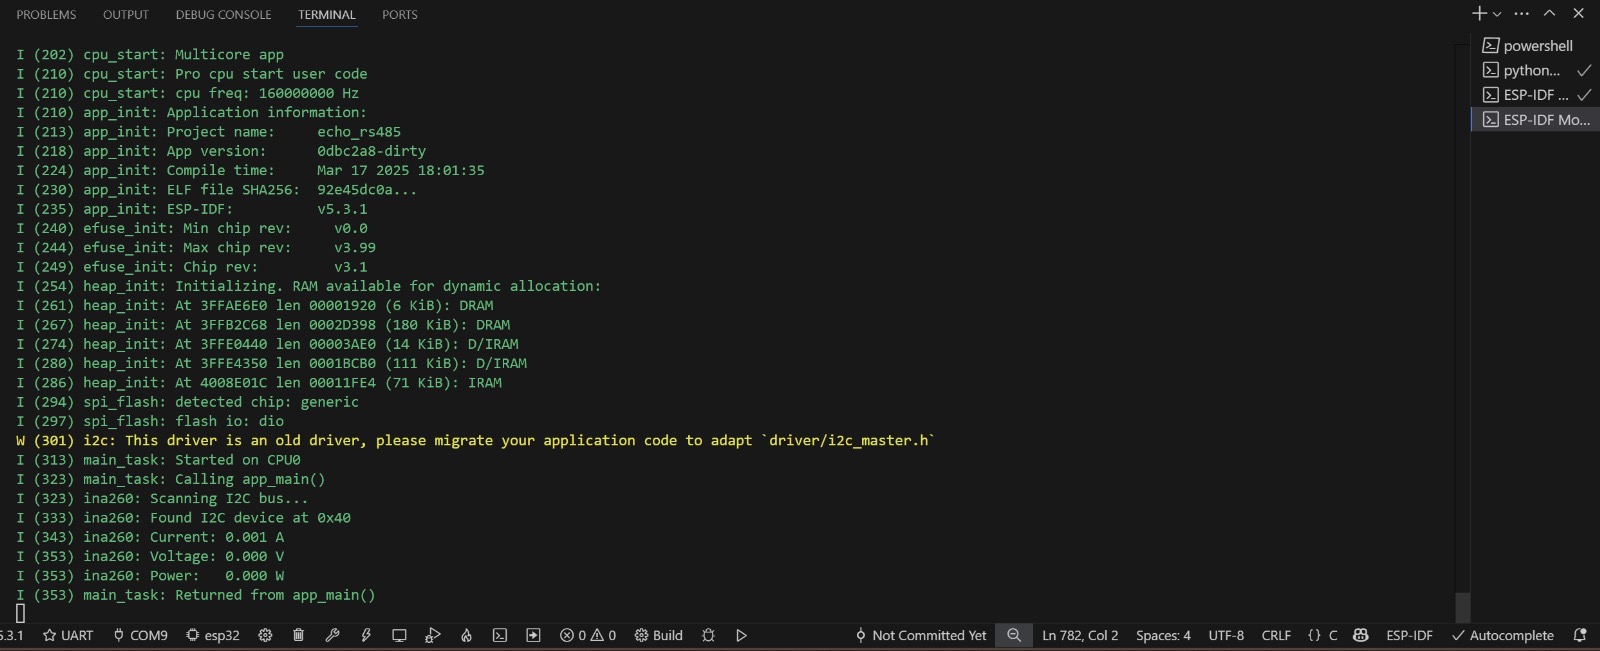 PROBLEMS OUTPUT DEBUG CONSOLE TERMINAL PORTS
I (202) cpu_start: Multicore app
I (210) cpu_start: Pro cpu start user code
I (210) cpu_start: cpu freq: 160000000 Hz
I (210) app_init: Application information:
I (213) app_init: Project name:     echo_rs485
I (218) app_init: App version:      0dbc2a8-dirty
I (224) app_init: Compile time:     Mar 17 2025 18:01:35
I (230) app_init: ELF file SHA256:  92e45dc0a...
I (235) app_init: ESP-IDF:          v5.3.1
I (240) efuse_init: Min chip rev:     v0.0
I (244) efuse_init: Max chip rev:     v3.99
I (249) efuse_init: Chip rev:         v3.1
I (254) heap_init: Initializing. RAM available for dynamic allocation:
I (261) heap_init: At 3FFAE6E0 len 00001920 (6 KiB): DRAM
I (267) heap_init: At 3FFB2C68 len 0002D398 (180 KiB): DRAM
I (274) heap_init: At 3FFE0440 len 00003AE0 (14 KiB): D/IRAM
I (280) heap_init: At 3FFE4350 len 0001BCB0 (111 KiB): D/IRAM
I (286) heap_init: At 4008E01C len 00011FE4 (71 KiB): IRAM
I (294) spi_flash: detected chip: generic
I (297) spi_flash: flash io: dio
W (301) i2c: This driver is an old driver, please migrate your application code to adapt `driver/i2c_master.h`
I (313) main_task: Started on CPU0
I (323) main_task: Calling app_main()
I (323) ina260: Scanning I2C bus...
I (333) ina260: Found I2C device at 0x40
I (343) ina260: Current: 0.001 A
I (353) ina260: Voltage: 0.000 V
I (353) ina260: Power:   0.000 W
I (353) main_task: Returned from app_main()
powershell
python...
ESP-IDF ...
ESP-IDF Mo...
5.3.1 UART COM9 esp32 0 0 Build Not Committed Yet Ln 782, Col 2 Spaces: 4 UTF-8 CRLF {} C ESP-IDF Autocomplete